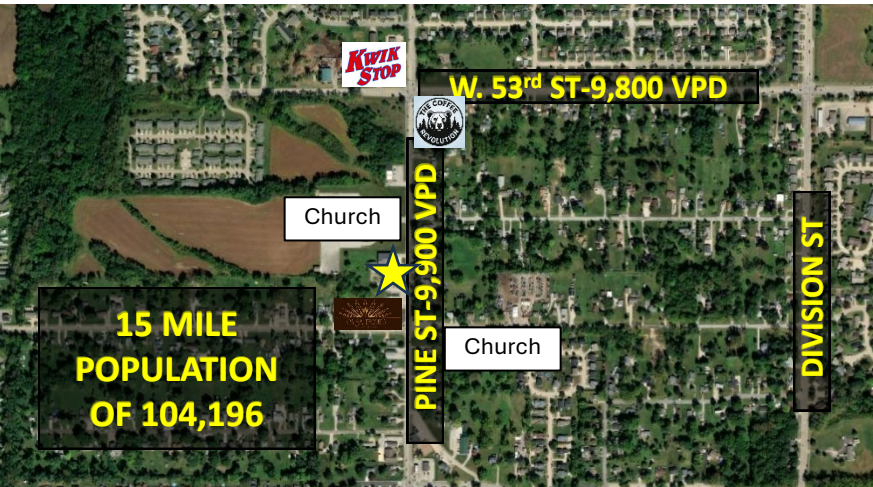 KWIK
STOP
W. 53rd ST-9,800 VPD
THE COFFEE
REVOLUTION
PINE ST-9,900 VPD
Church
DIVISION ST
15 MILE
POPULATION
OF 104,196
Church